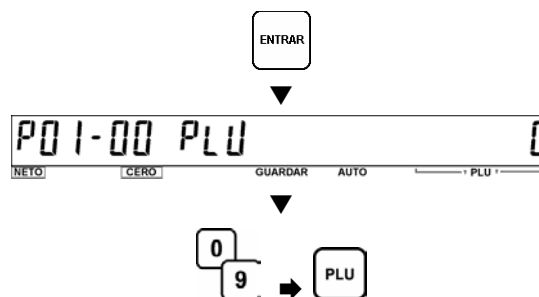 ENTRAR
P01-00 PLU 0
NETO CERO GUARDAR AUTO PLU
0
9 PLU